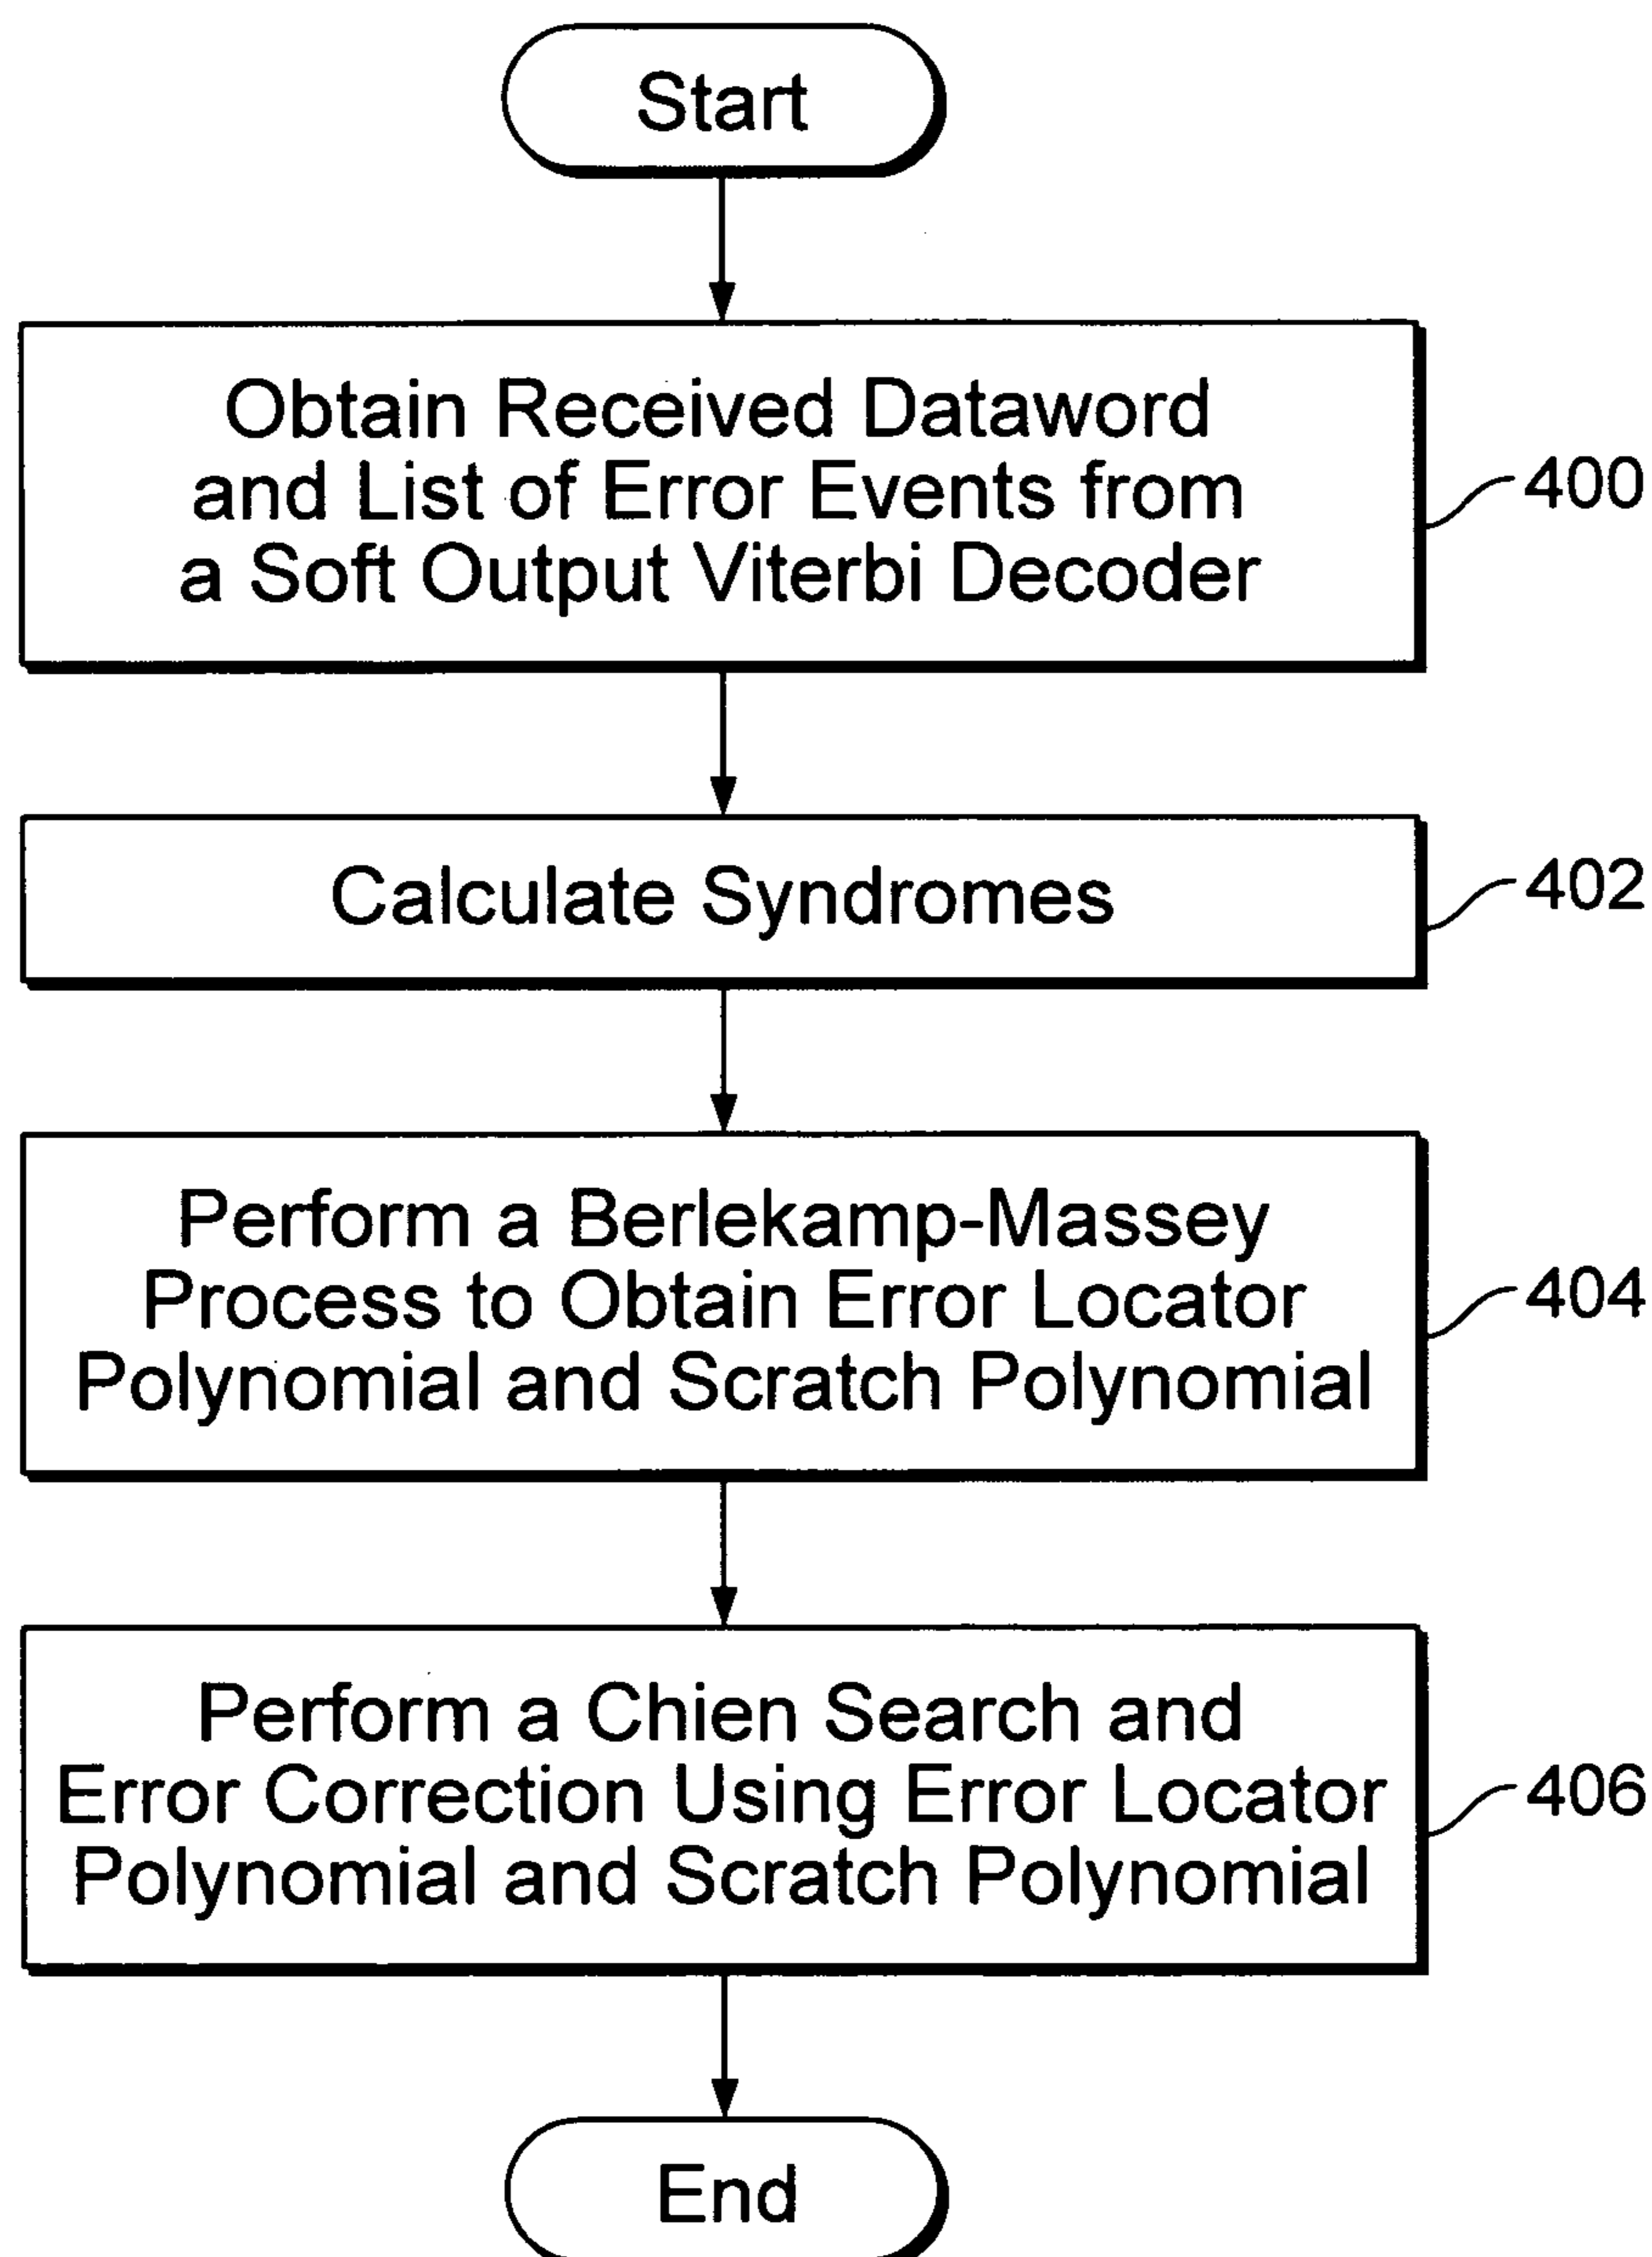 Start
Obtain Received Dataword
and List of Error Events from
a Soft Output Viterbi Decoder
400
Calculate Syndromes
402
Perform a Berlekamp-Massey
Process to Obtain Error Locator
Polynomial and Scratch Polynomial
404
Perform a Chien Search and
Error Correction Using Error Locator
Polynomial and Scratch Polynomial
406
End